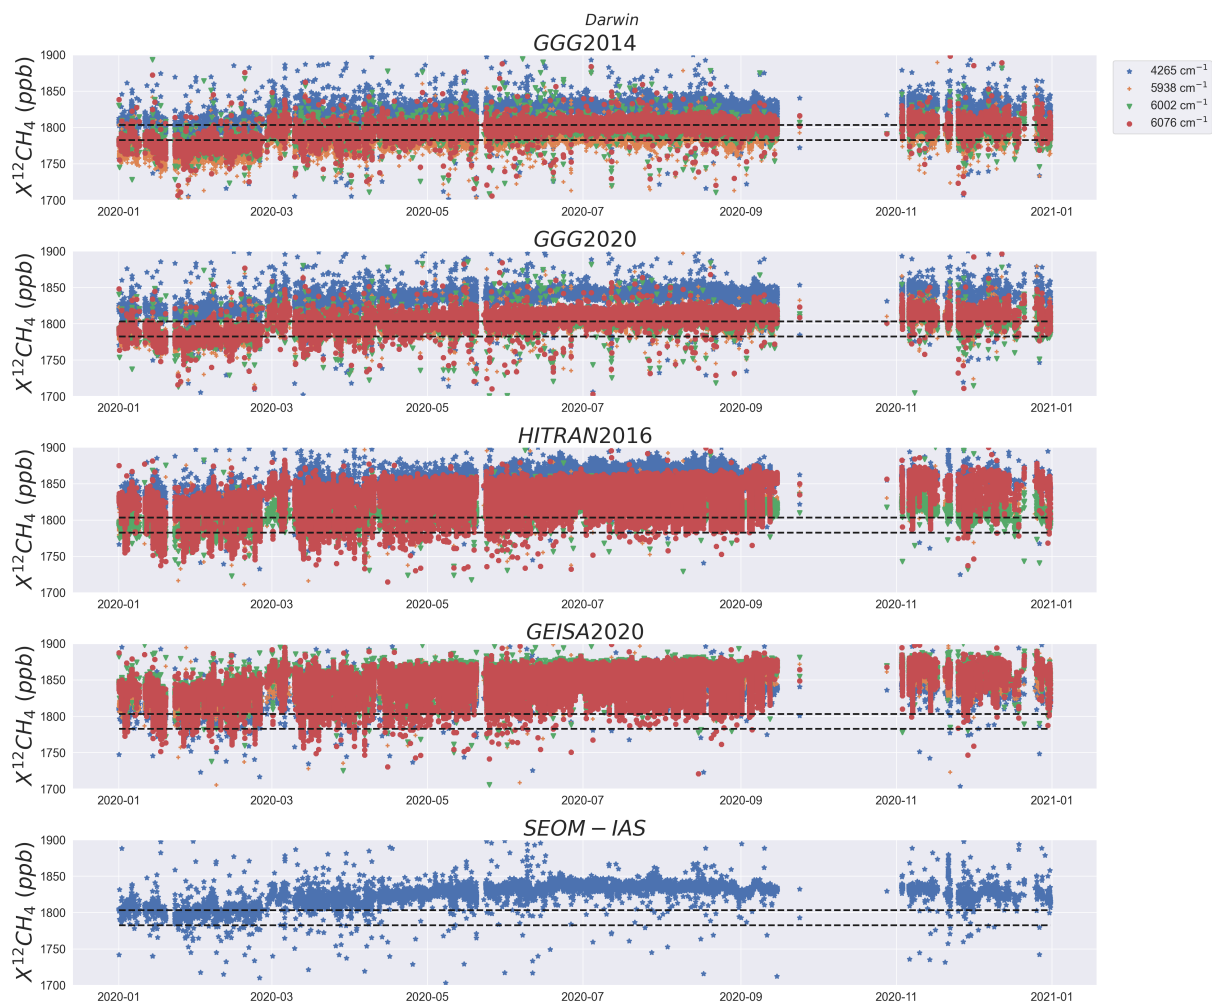 Darwin
GGG2014
X¹²CH₄ (ppb)
1900
1850
1800
1750
1700
2020-01 2020-03 2020-05 2020-07 2020-09 2020-11 2021-01
4265 cm⁻¹
5938 cm⁻¹
6002 cm⁻¹
6076 cm⁻¹
GGG2020
X¹²CH₄ (ppb)
1900
1850
1800
1750
1700
2020-01 2020-03 2020-05 2020-07 2020-09 2020-11 2021-01
HITRAN2016
X¹²CH₄ (ppb)
1900
1850
1800
1750
1700
2020-01 2020-03 2020-05 2020-07 2020-09 2020-11 2021-01
GEISA2020
X¹²CH₄ (ppb)
1900
1850
1800
1750
1700
2020-01 2020-03 2020-05 2020-07 2020-09 2020-11 2021-01
SEOM − IAS
X¹²CH₄ (ppb)
1900
1850
1800
1750
1700
2020-01 2020-03 2020-05 2020-07 2020-09 2020-11 2021-01